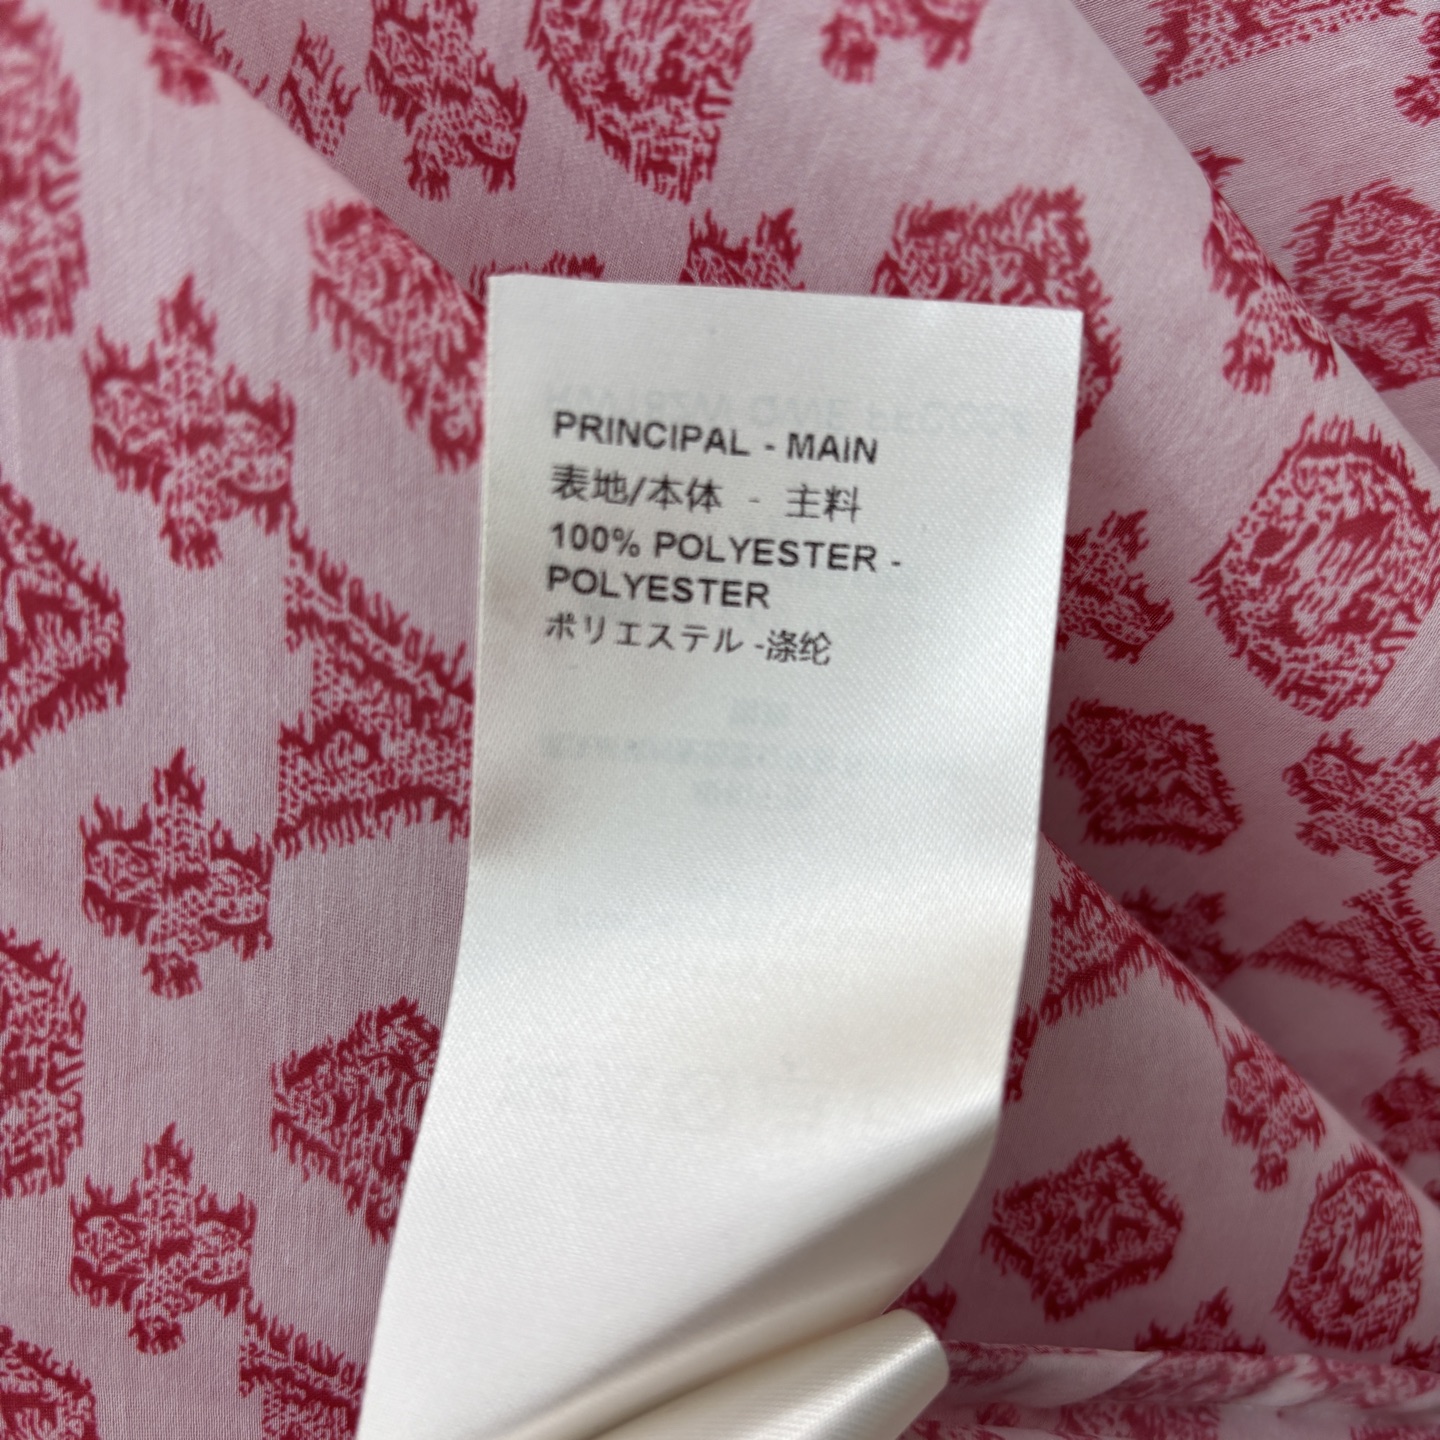 PRINCIPAL - MAIN
表地/本体 - 主料
100% POLYESTER -
POLYESTER
ポリエステル -涤纶